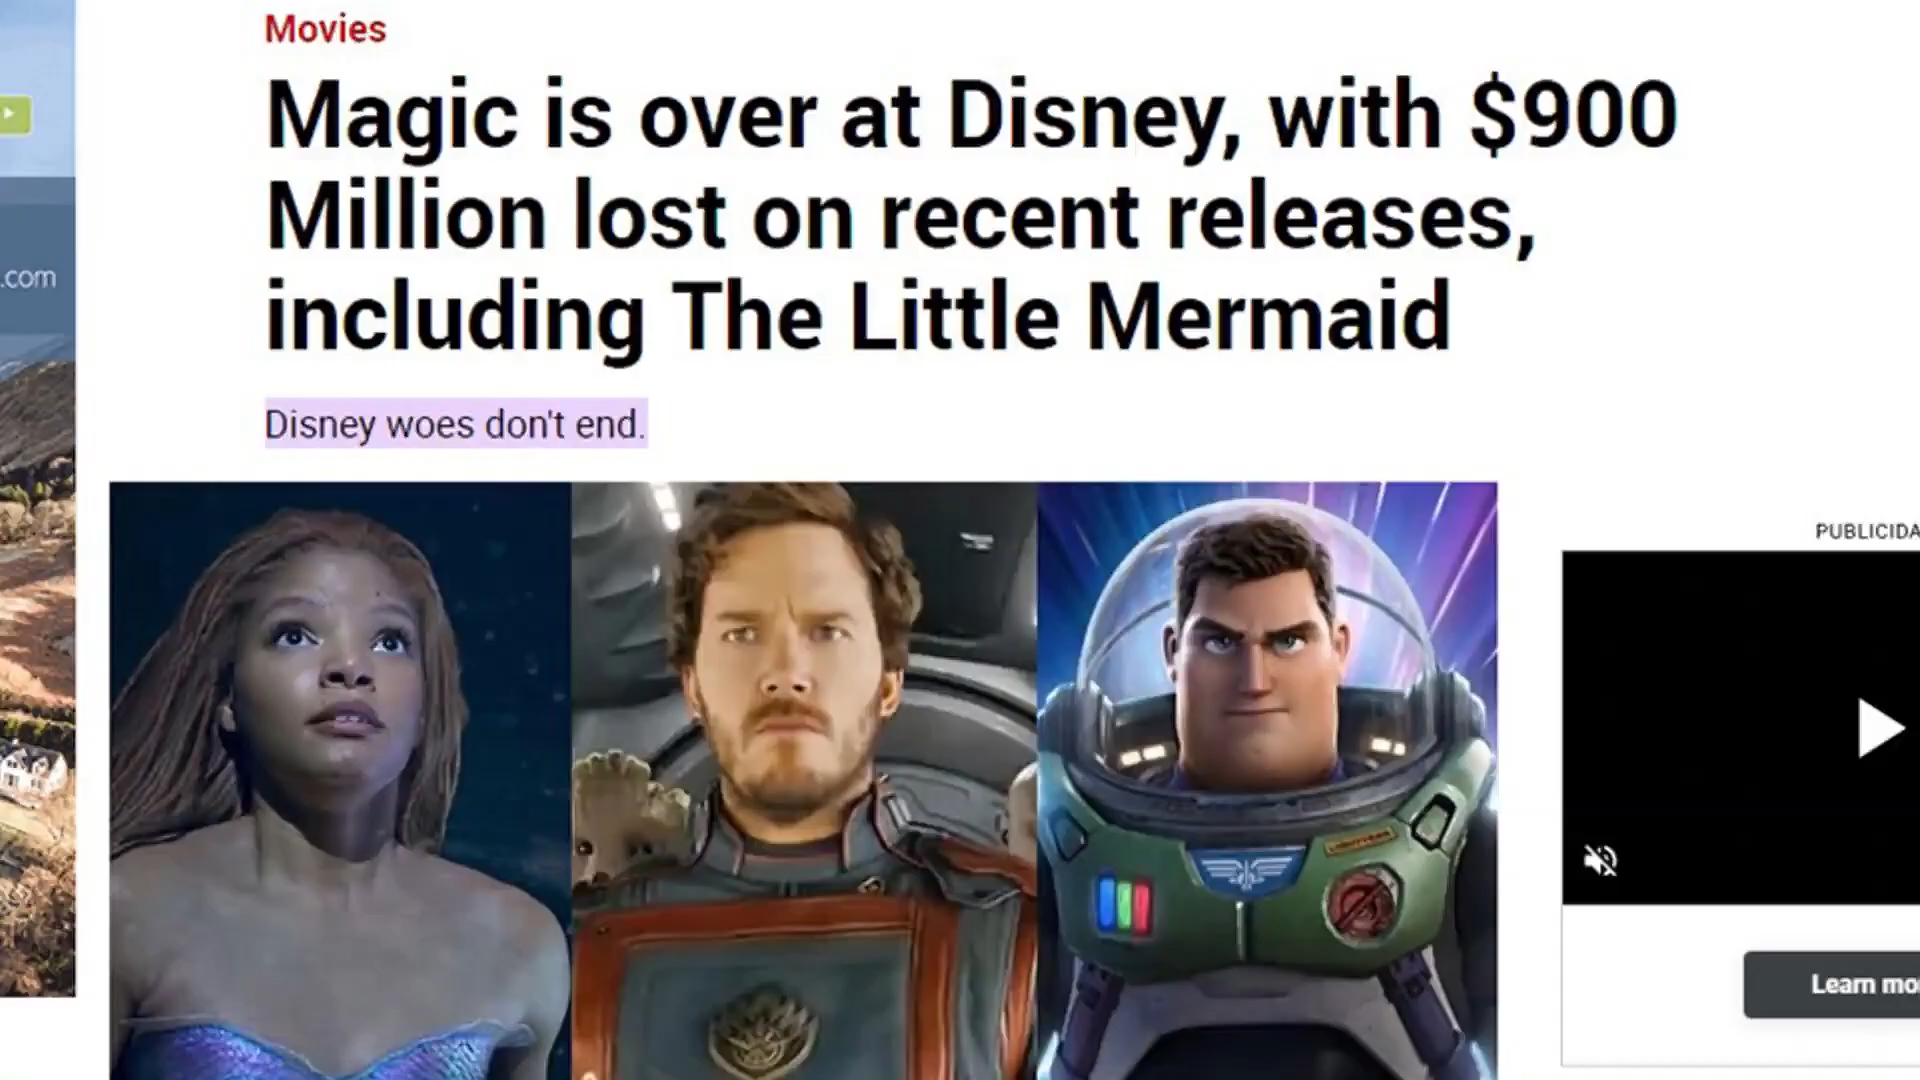 Movies
Magic is over at Disney, with $900
Million lost on recent releases,
including The Little Mermaid
Disney woes don't end.
.com
PUBLICIDA
LIGHTYEAR
Learn mo